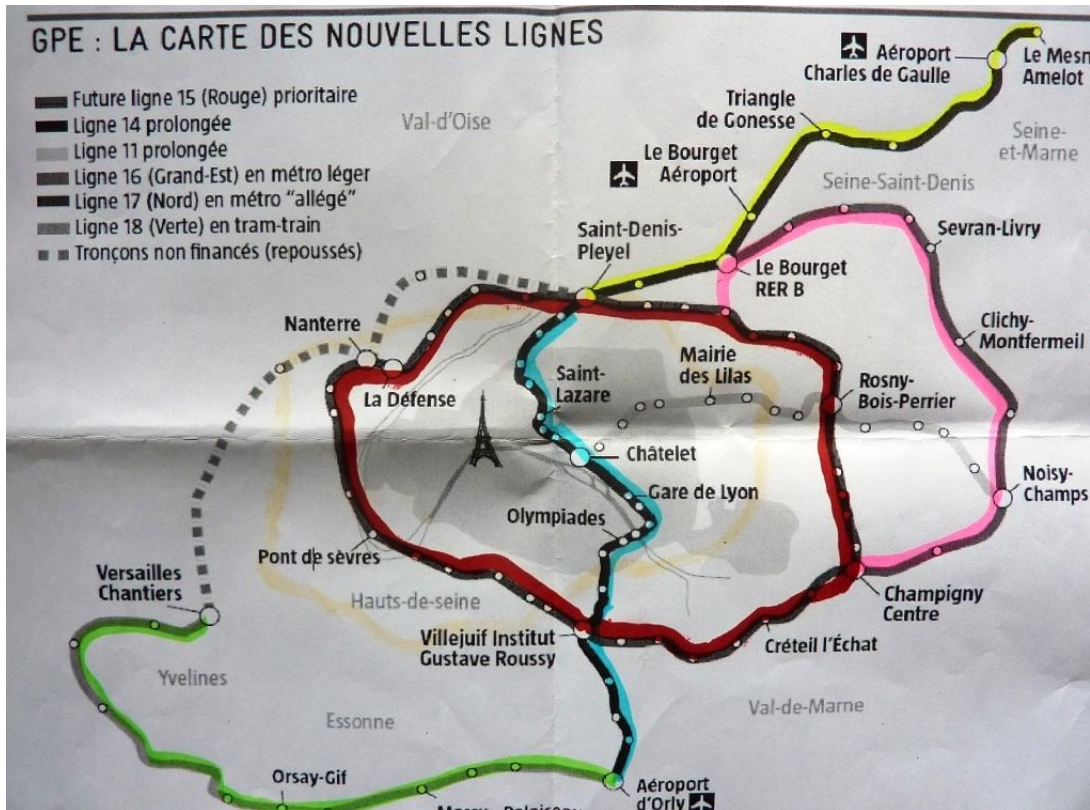 GPE : LA CARTE DES NOUVELLES LIGNES
Future ligne 15 (Rouge) prioritaire
Ligne 14 prolongée
Ligne 11 prolongée
Ligne 16 (Grand-Est) en métro léger
Ligne 17 (Nord) en métro "allégé"
Ligne 18 (Verte) en tram-train
Tronçons non financés (repoussés)
Val-d'Oise
Aéroport
Charles de Gaulle
Le Mesn
Amelot
Triangle
de Gonesse
Seine-
et-Marne
Le Bourget
Aéroport
Seine-Saint-Denis
Saint-Denis-
Pleyel
Sevran-Livry
Le Bourget
RER B
Nanterre
Clichy-
Montfermeil
Mairie
des Lilas
Saint-
Lazare
La Défense
Rosny-
Bois-Perrier
Châtelet
Gare de Lyon
Noisy-
Champs
Olympiades
Pont de sèvres
Versailles
Chantiers
Hauts-de-seine
Champigny
Centre
Villejuif Institut
Gustave Roussy
Créteil l'Échat
Yvelines
Essonne
Val-de-Marne
Orsay-Gif
Aéroport
d'Orly